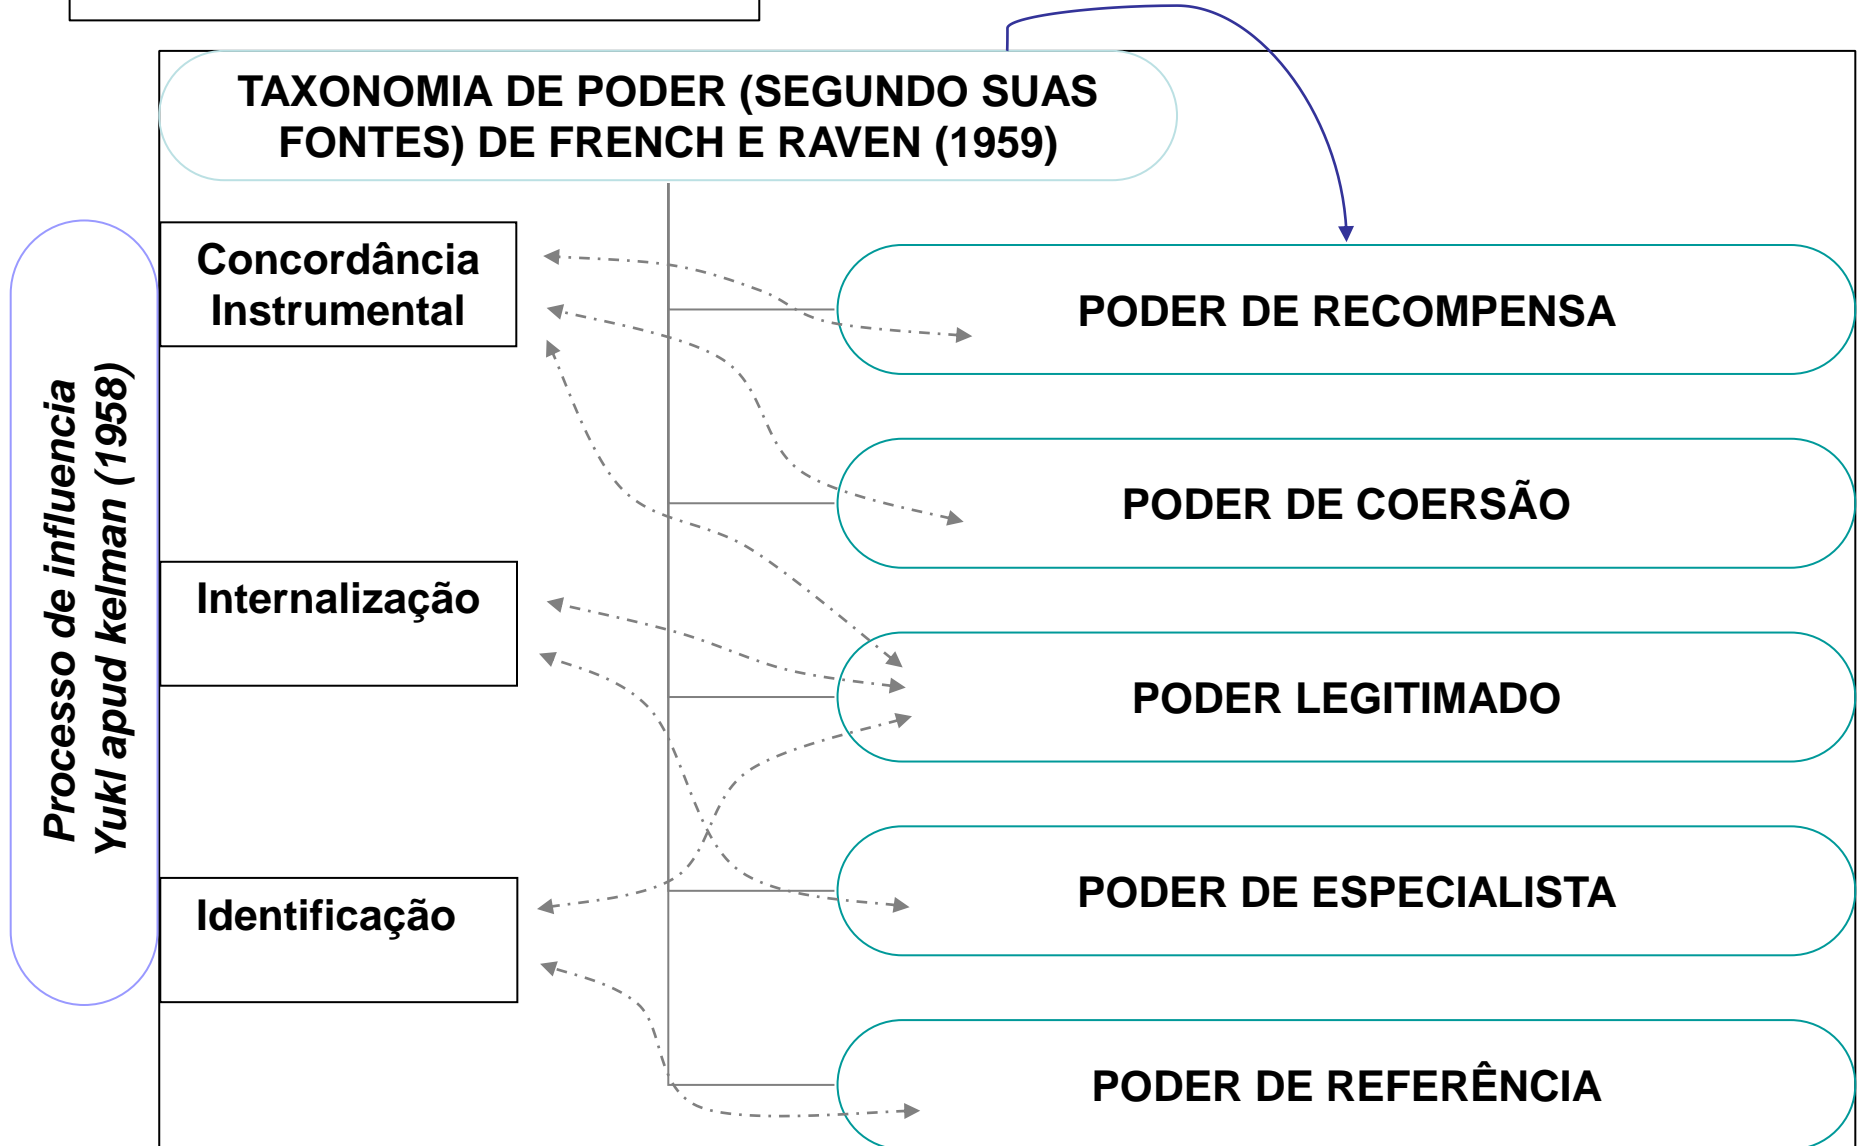 TAXONOMIA DE PODER (SEGUNDO SUAS
FONTES) DE FRENCH E RAVEN (1959)
Processo de influencia
Yukl apud kelman (1958)
Concordância
Instrumental
PODER DE RECOMPENSA
PODER DE COERSÃO
Internalização
PODER LEGITIMADO
PODER DE ESPECIALISTA
Identificação
PODER DE REFERÊNCIA